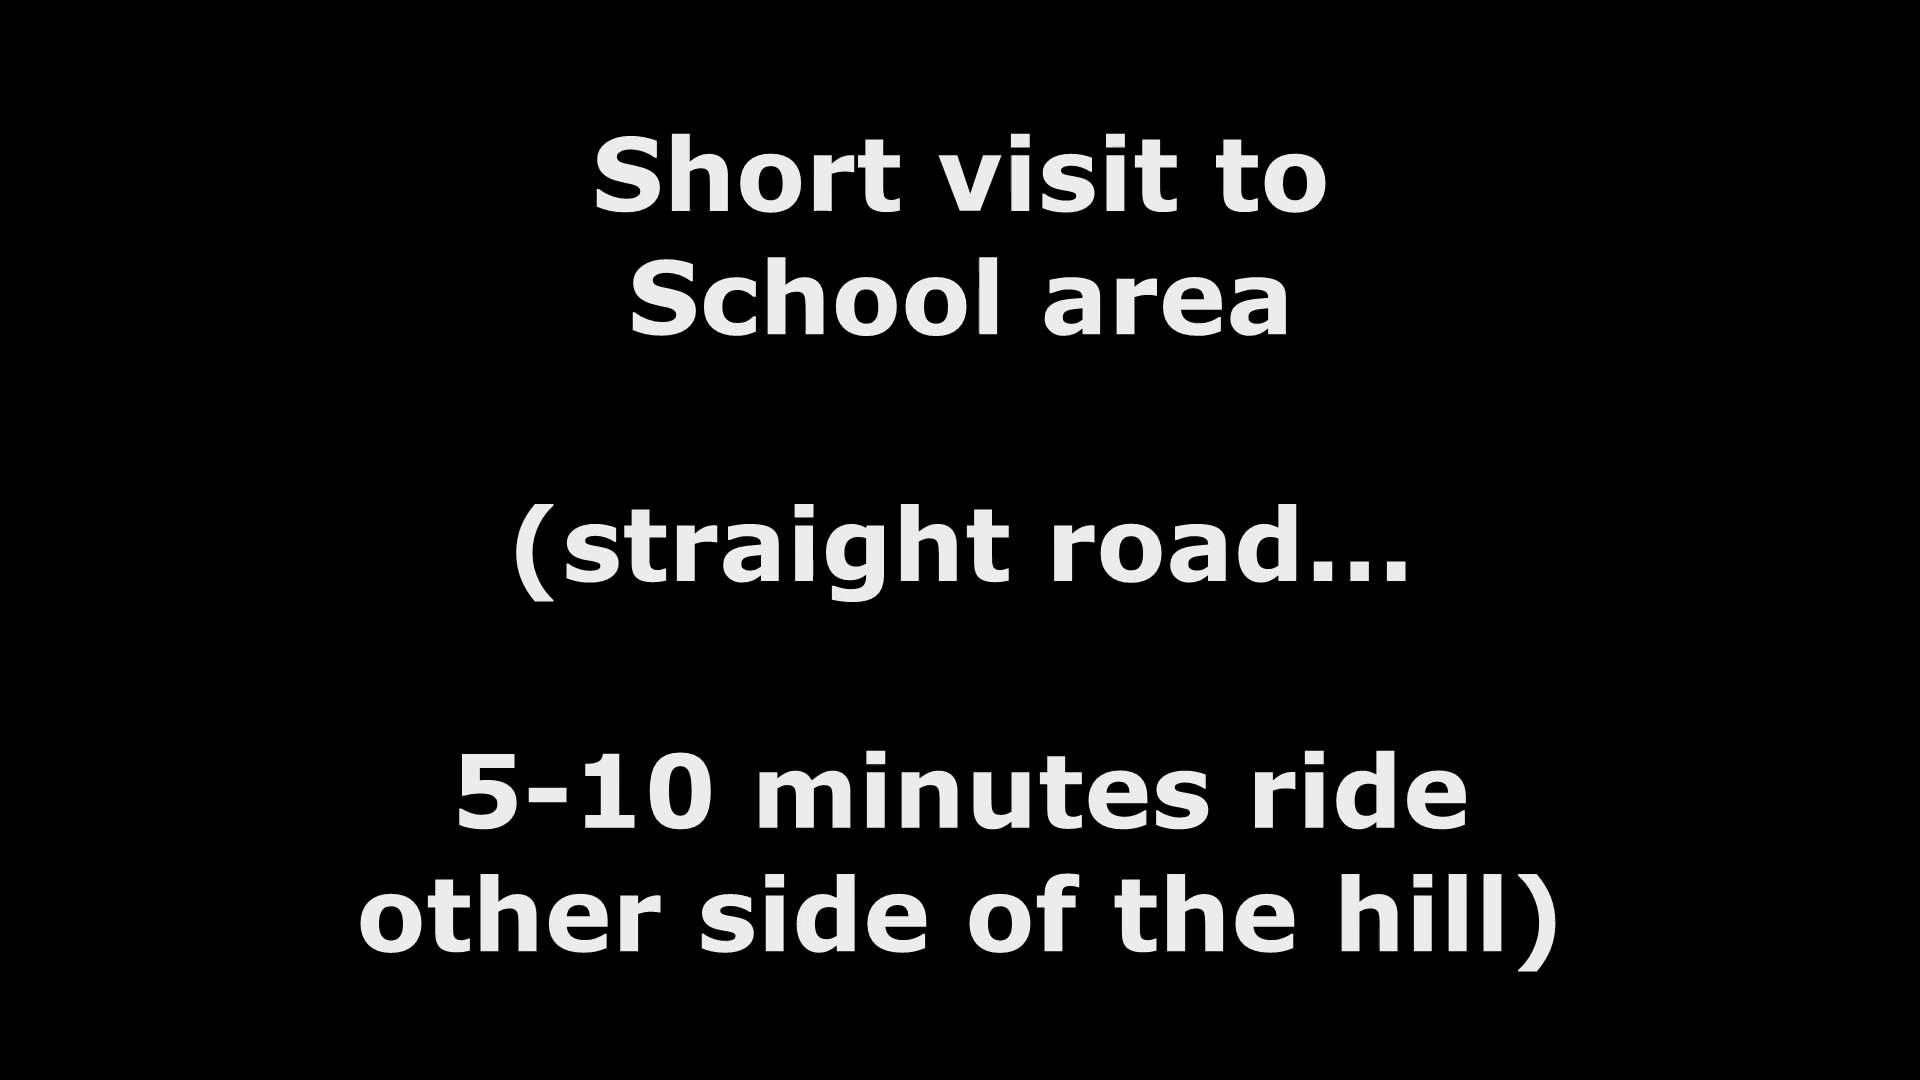 Short visit to
School area
(straight road...
5-10 minutes ride
other side of the hill)